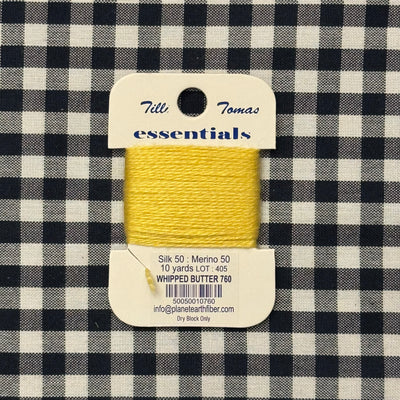 Tilli Tomas
essentials
Silk 50 : Merino 50
10 yards LOT : 405
WHIPPED BUTTER 760
50050010760
info@planetearthfiber.com
Dry Block Only